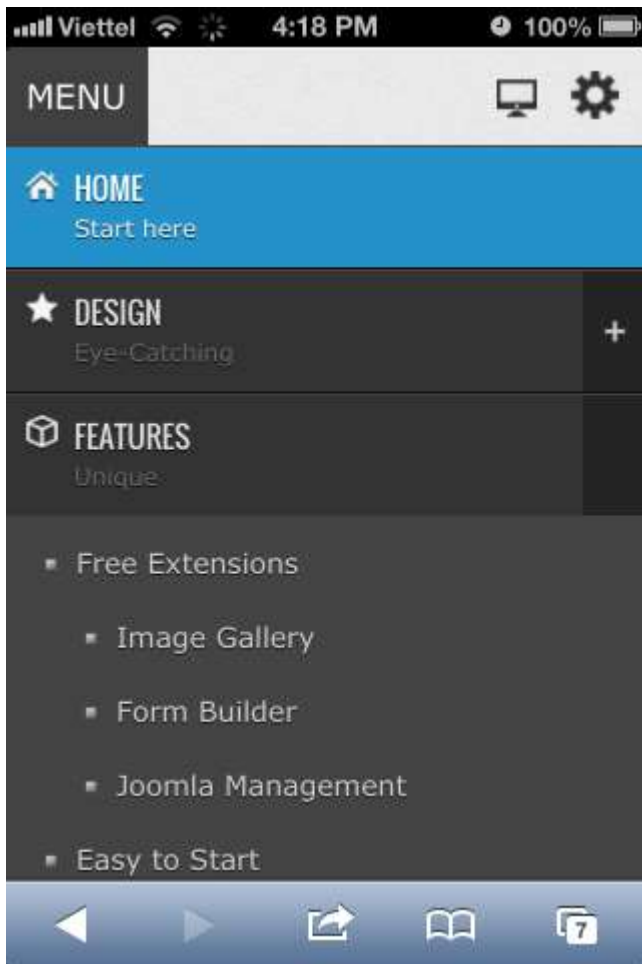 Viettel 4:18 PM 100%
MENU
HOME
Start here
DESIGN
Eye-Catching
+
FEATURES
Unique
Free Extensions
Image Gallery
Form Builder
Joomla Management
Easy to Start
7